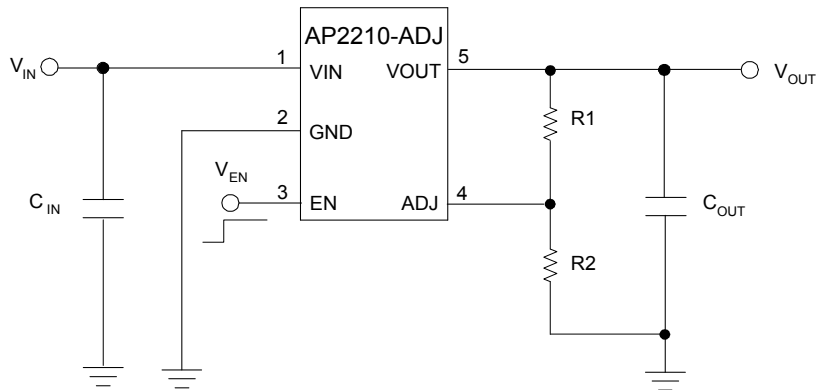 AP2210-ADJ
1
5
V_IN
VIN
VOUT
V_OUT
R1
2
GND
V_EN
C_IN
3
EN
ADJ
4
C_OUT
R2